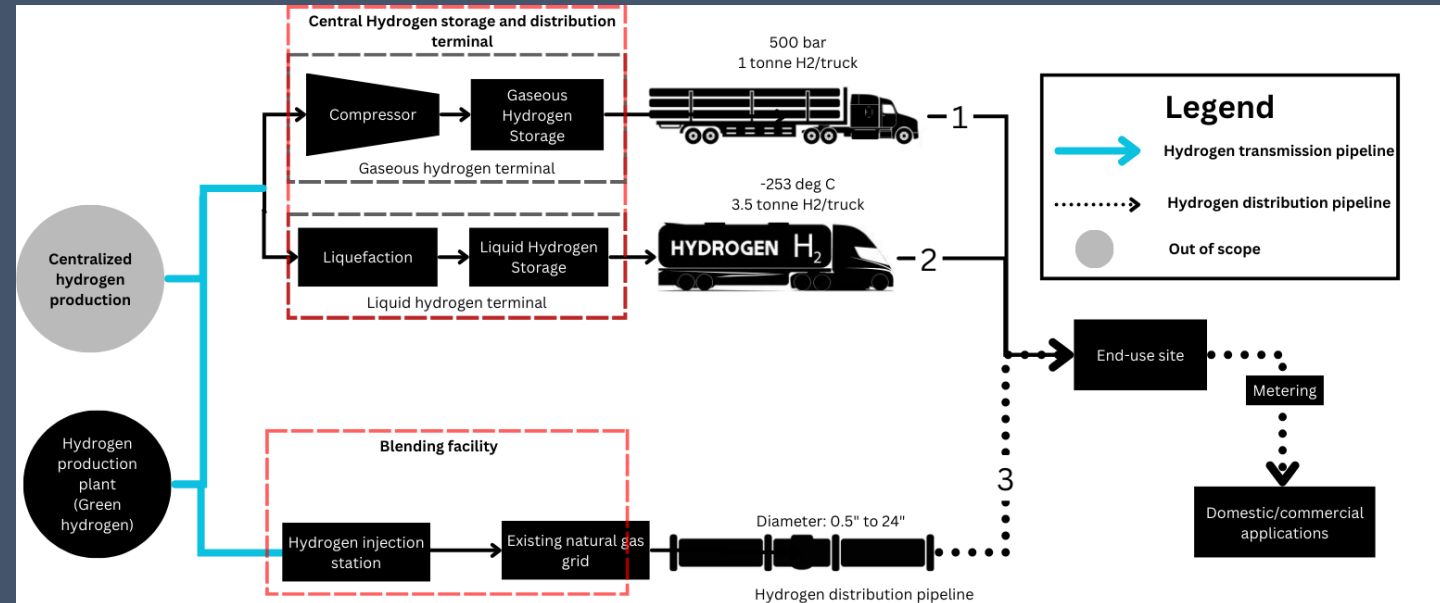 Central Hydrogen storage and distribution
terminal
500 bar
1 tonne H2/truck
Compressor
Gaseous
Hydrogen
Storage
1
Gaseous hydrogen terminal
-253 deg C
3.5 tonne H2/truck
Liquefaction
Liquid Hydrogen
Storage
HYDROGEN H₂
2
Liquid hydrogen terminal
Legend
Hydrogen transmission pipeline
Hydrogen distribution pipeline
Out of scope
Centralized
hydrogen
production
End-use site
Metering
Domestic/commercial
applications
Hydrogen
production
plant
(Green
hydrogen)
Blending facility
Hydrogen injection
station
Existing natural gas
grid
Diameter: 0.5" to 24"
3
Hydrogen distribution pipeline